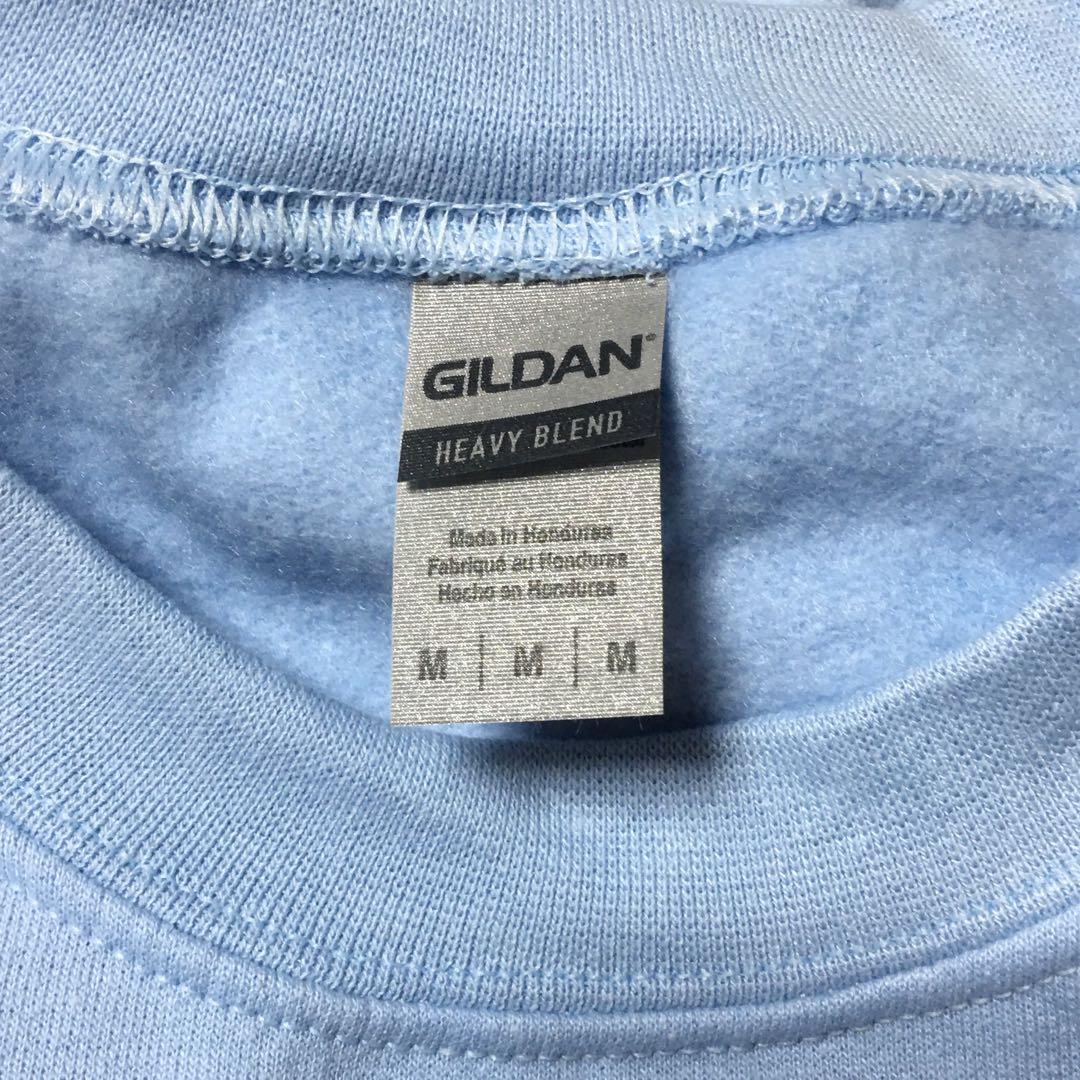 GILDAN®
HEAVY BLEND
Made in Honduras
Fabriqué au Honduras
Hecho en Honduras
M | M | M